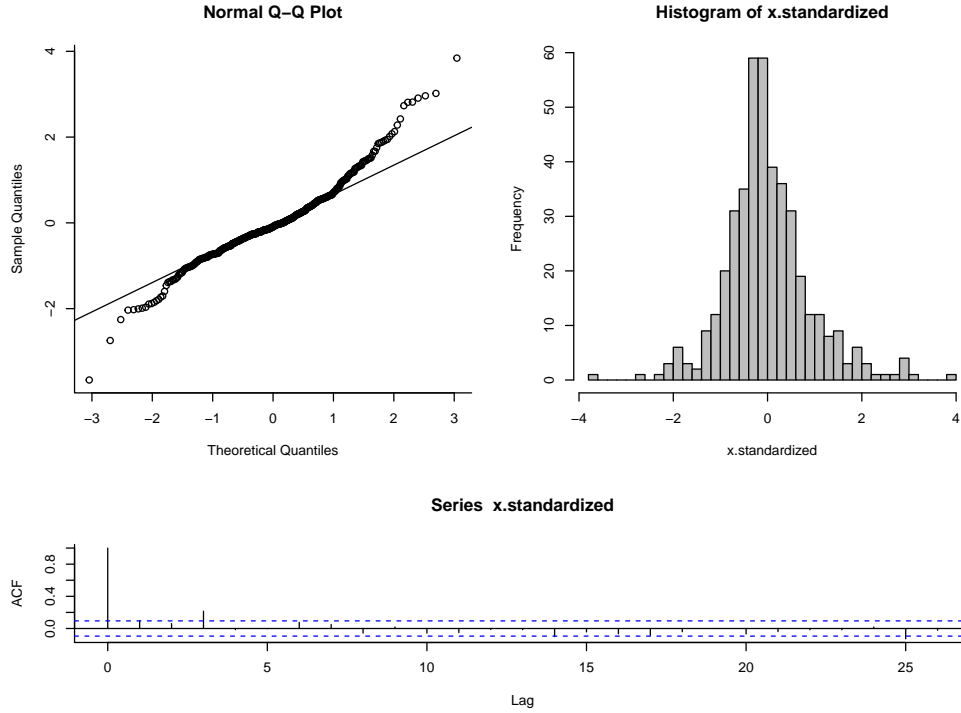 Normal Q−Q Plot
Sample Quantiles
4
2
0
−2
−3 −2 −1 0 1 2 3
Theoretical Quantiles
Histogram of x.standardized
Frequency
60
50
40
30
20
10
0
−4 −2 0 2 4
x.standardized
Series x.standardized
ACF
0.8
0.4
0.0
0 5 10 15 20 25
Lag